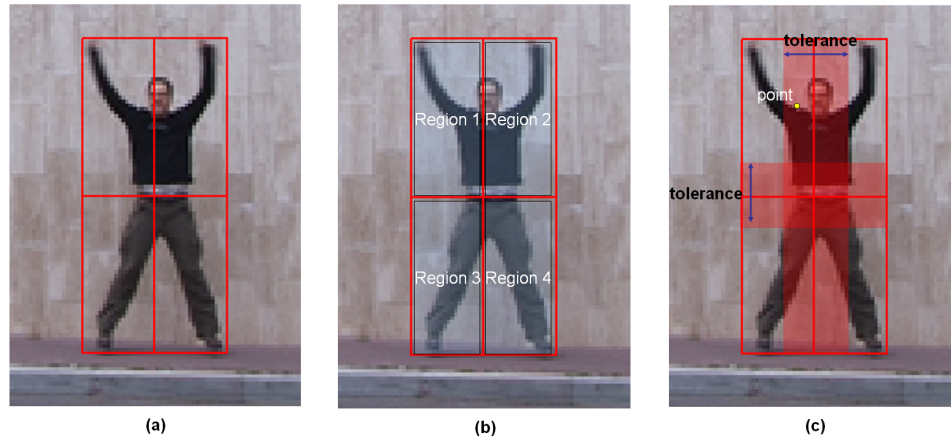 tolerance
point
Region 1 Region 2
tolerance
Region 3 Region 4
(a) (b) (c)